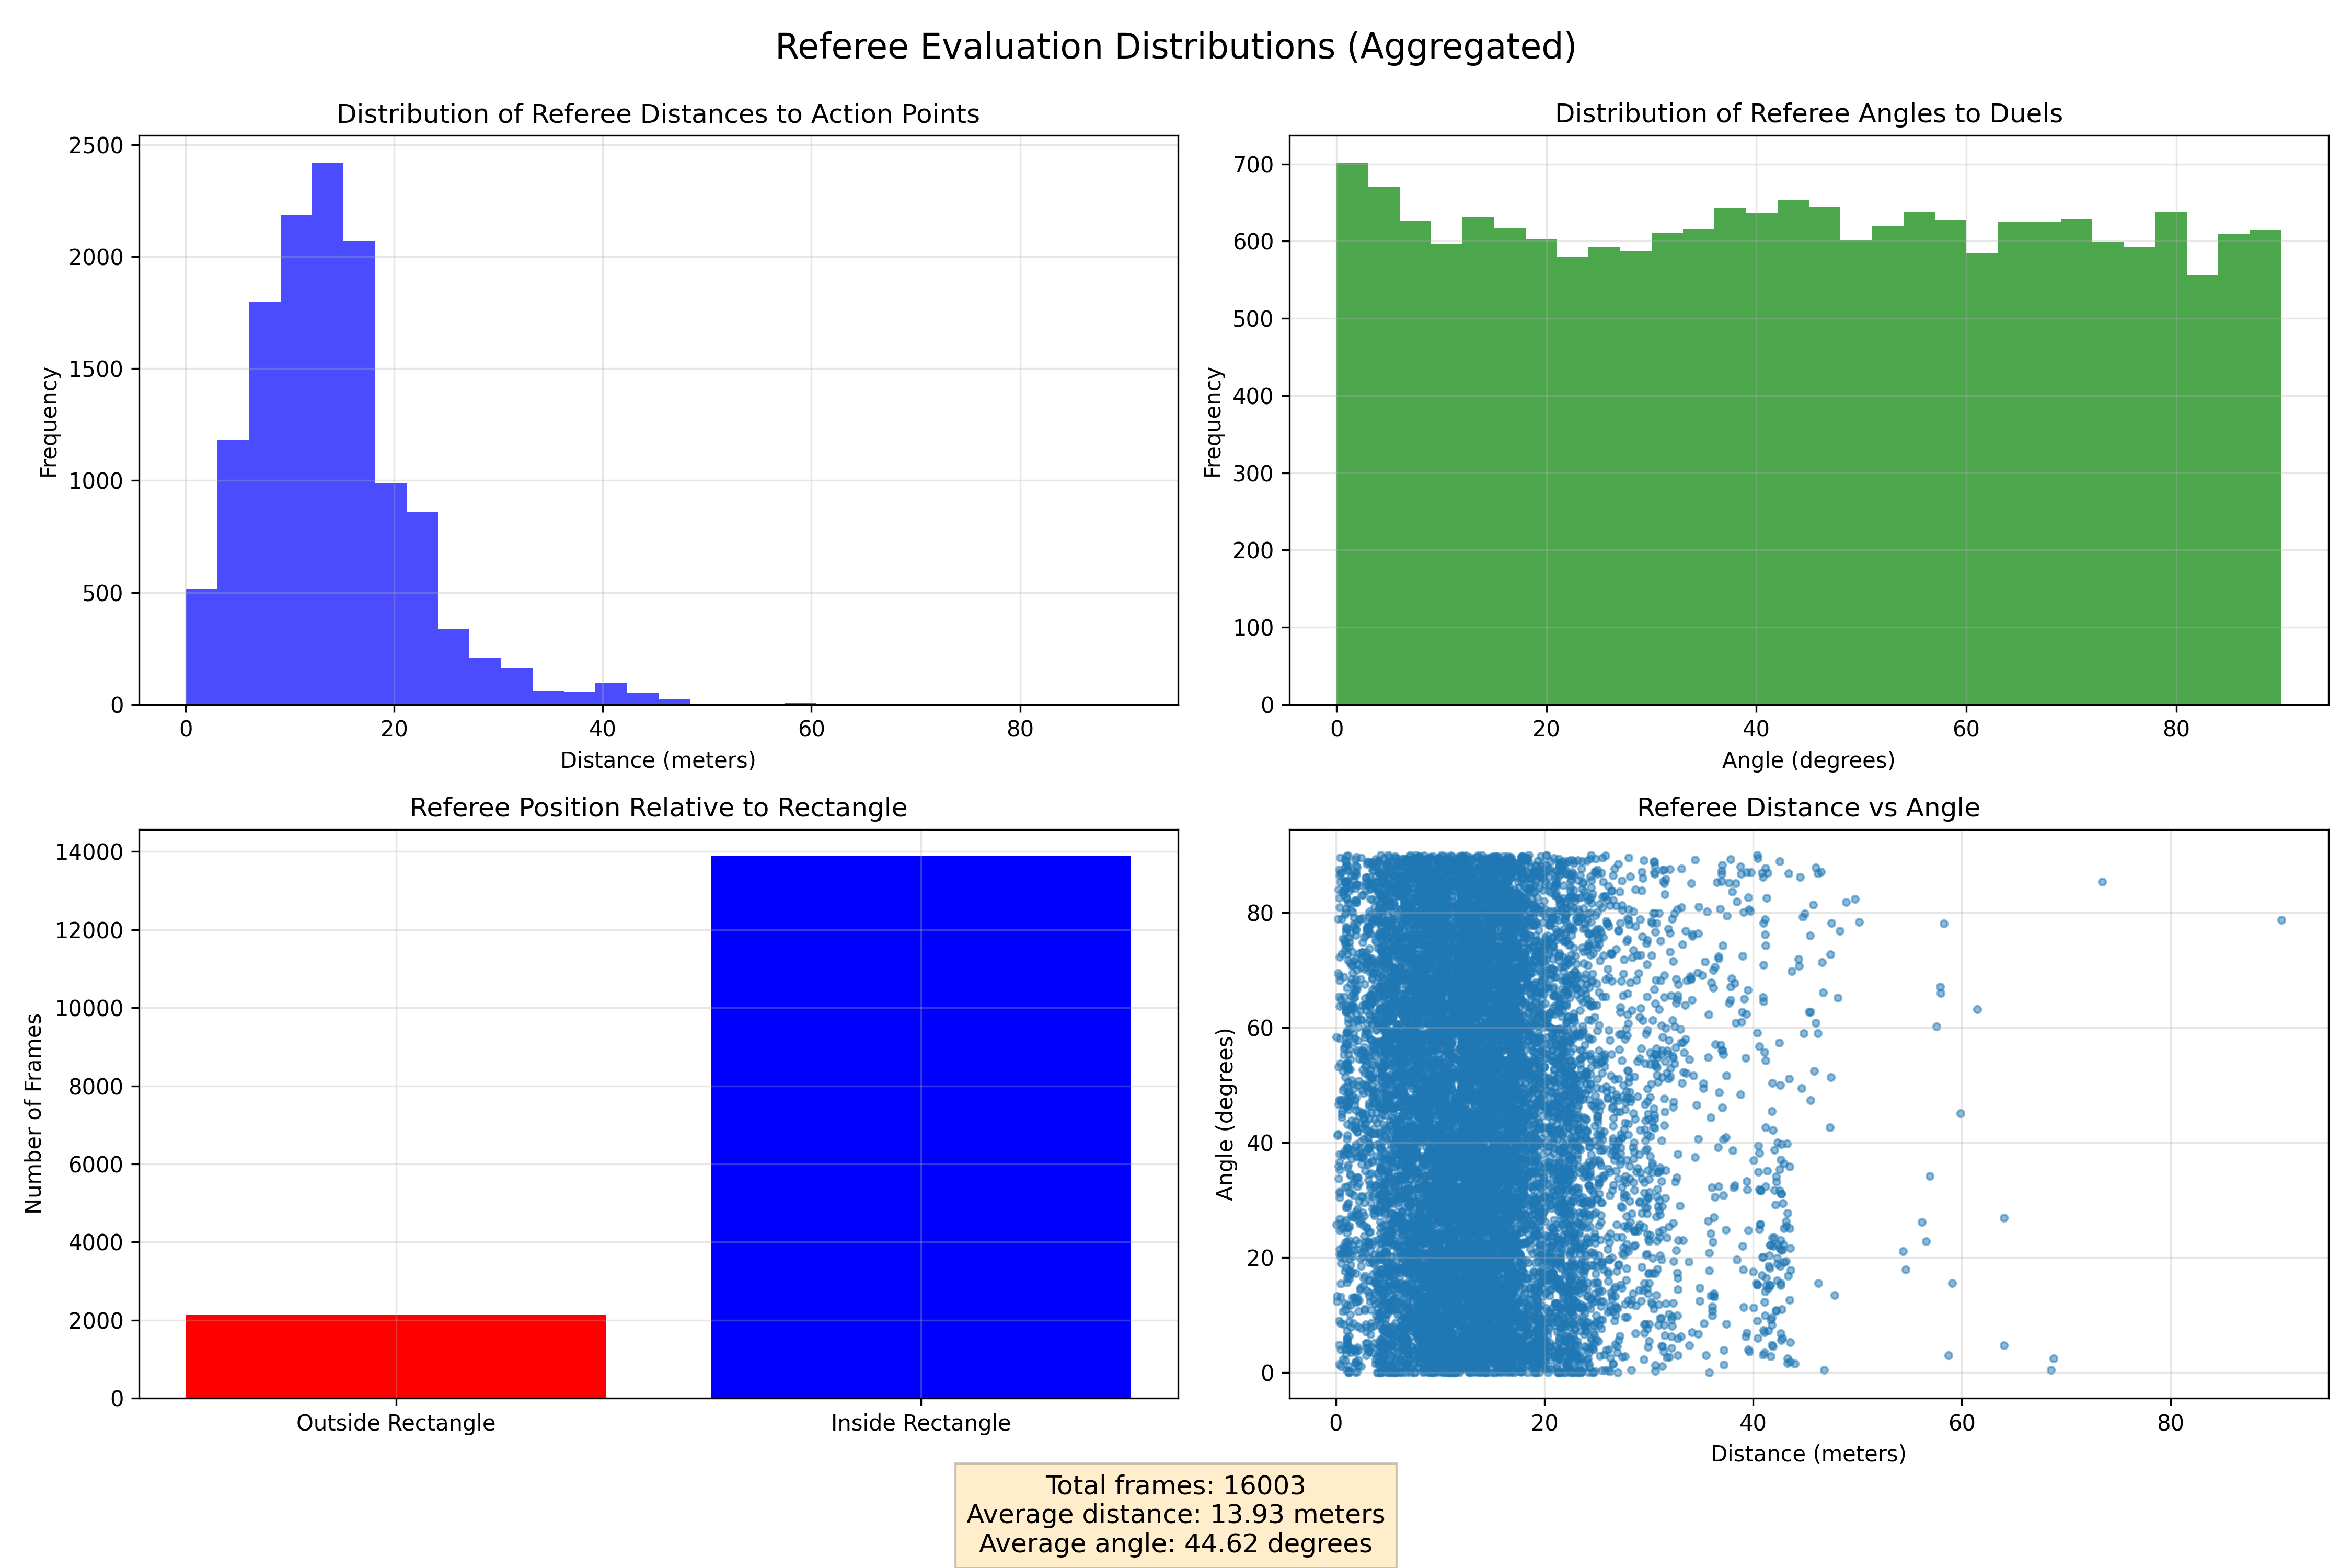 Referee Evaluation Distributions (Aggregated)
Distribution of Referee Distances to Action Points
2500
2000
1500
1000
500
0
Frequency
0 20 40 60 80
Distance (meters)
Distribution of Referee Angles to Duels
700
600
500
400
300
200
100
0
Frequency
0 20 40 60 80
Angle (degrees)
Referee Position Relative to Rectangle
14000
12000
10000
8000
6000
4000
2000
0
Number of Frames
Outside Rectangle Inside Rectangle
Referee Distance vs Angle
80
60
40
20
0
Angle (degrees)
0 20 40 60 80
Distance (meters)
Total frames: 16003
Average distance: 13.93 meters
Average angle: 44.62 degrees